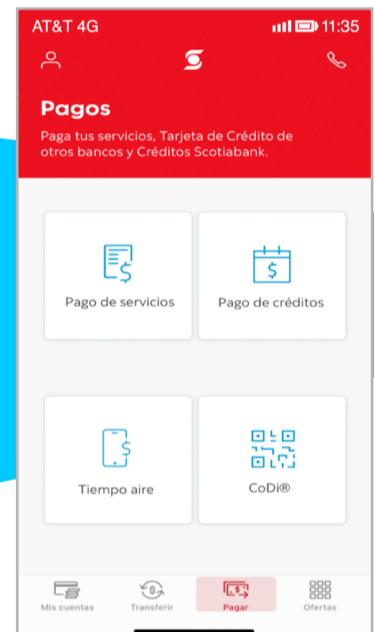 AT&T 4G 11:35
Pagos
Paga tus servicios, Tarjeta de Crédito de
otros bancos y Créditos Scotiabank.
Pago de servicios
Pago de créditos
Tiempo aire
CoDi®
Mis cuentas
Transferir
Pagar
Ofertas